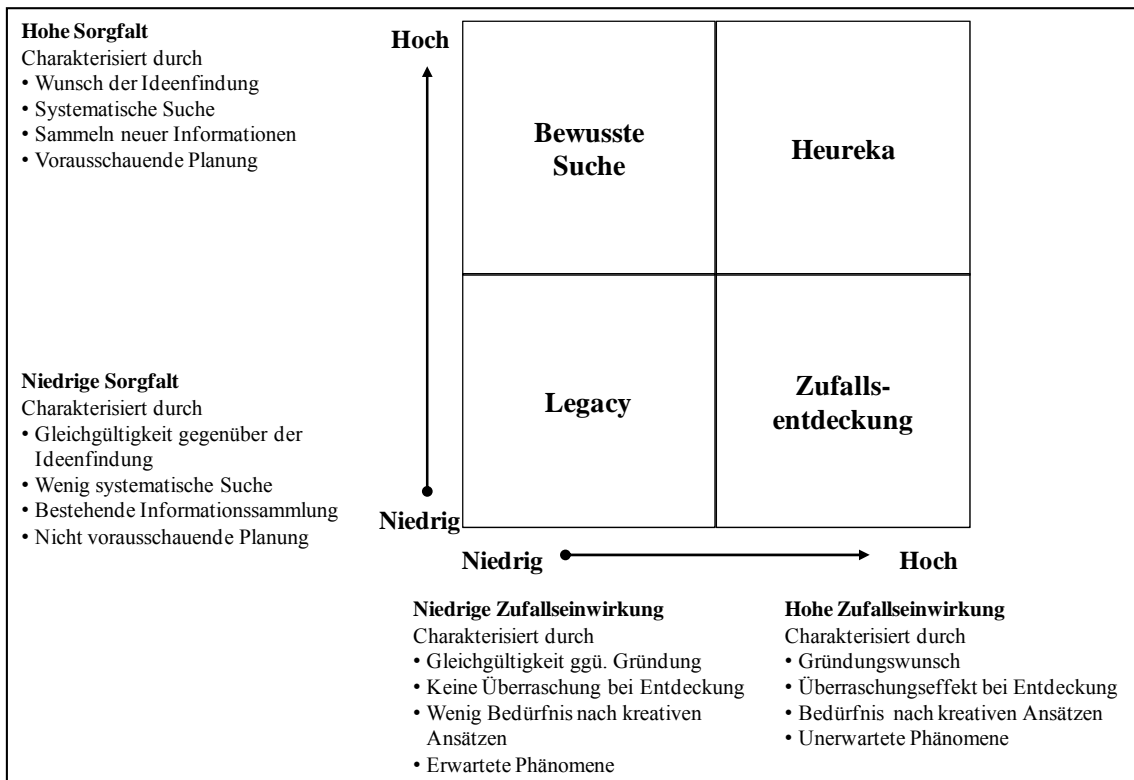 Hohe Sorgfalt
Charakterisiert durch
• Wunsch der Ideenfindung
• Systematische Suche
• Sammeln neuer Informationen
• Vorausschauende Planung
Hoch
Bewusste
Suche
Heureka
Niedrige Sorgfalt
Charakterisiert durch
• Gleichgültigkeit gegenüber der
Ideenfindung
• Wenig systematische Suche
• Bestehende Informationssammlung
• Nicht vorausschauende Planung
Legacy
Zufalls-
entdeckung
Niedrig
Niedrig
Hoch
Niedrige Zufallseinwirkung
Charakterisiert durch
• Gleichgültigkeit ggü. Gründung
• Keine Überraschung bei Entdeckung
• Wenig Bedürfnis nach kreativen
Ansätzen
• Erwartete Phänomene
Hohe Zufallseinwirkung
Charakterisiert durch
• Gründungswunsch
• Überraschungseffekt bei Entdeckung
• Bedürfnis nach kreativen Ansätzen
• Unerwartete Phänomene